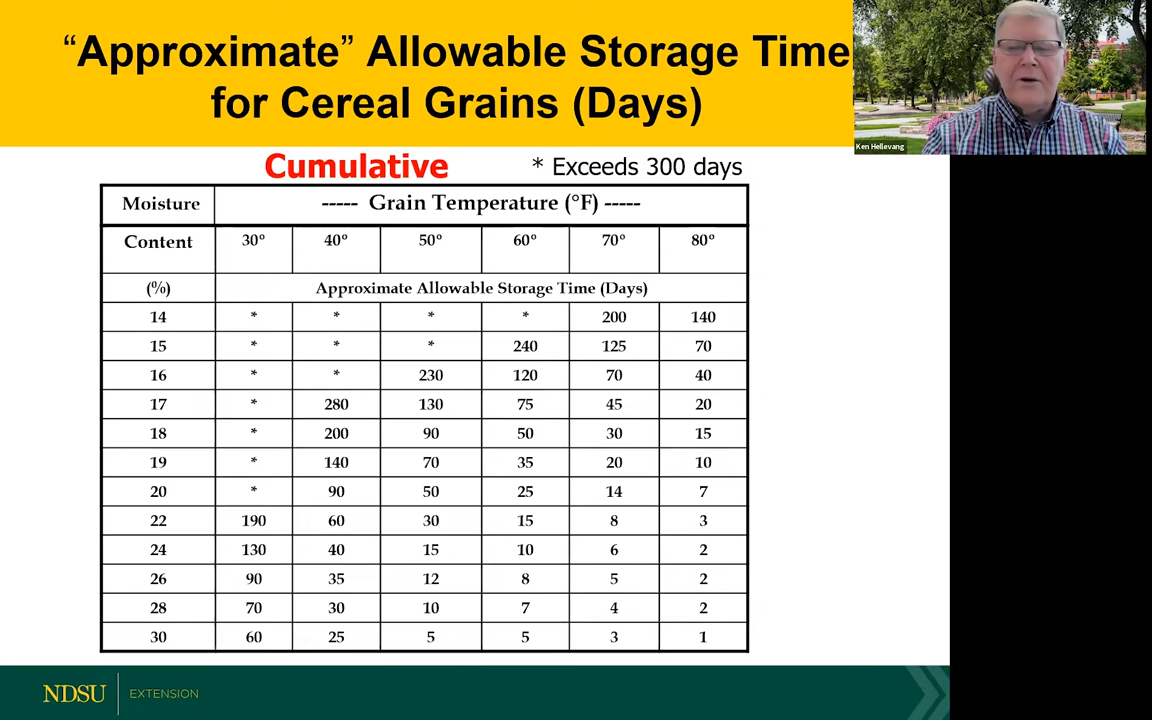 “Approximate” Allowable Storage Time
for Cereal Grains (Days)
Ken Hellevang
Cumulative * Exceeds 300 days
Moisture ----- Grain Temperature (°F) -----
Content 30° 40° 50° 60° 70° 80°
(%) Approximate Allowable Storage Time (Days)
14 * * * * 200 140
15 * * * 240 125 70
16 * * 230 120 70 40
17 * 280 130 75 45 20
18 * 200 90 50 30 15
19 * 140 70 35 20 10
20 * 90 50 25 14 7
22 190 60 30 15 8 3
24 130 40 15 10 6 2
26 90 35 12 8 5 2
28 70 30 10 7 4 2
30 60 25 5 5 3 1
NDSU EXTENSION